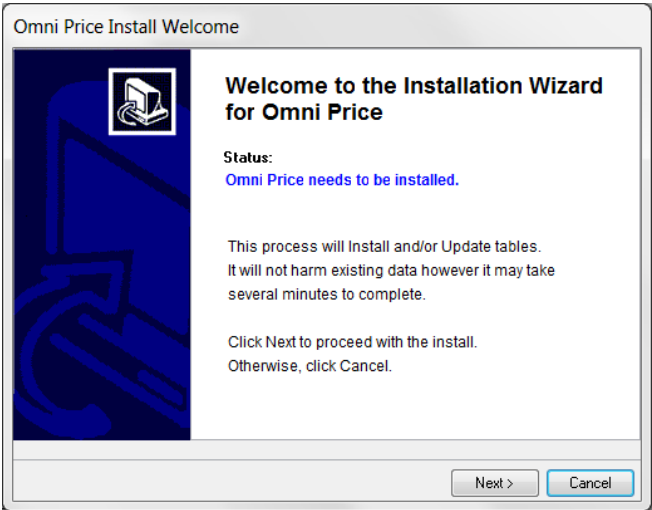 Omni Price Install Welcome
Welcome to the Installation Wizard
for Omni Price
Status:
Omni Price needs to be installed.
This process will Install and/or Update tables.
It will not harm existing data however it may take
several minutes to complete.
Click Next to proceed with the install.
Otherwise, click Cancel.
Next >
Cancel